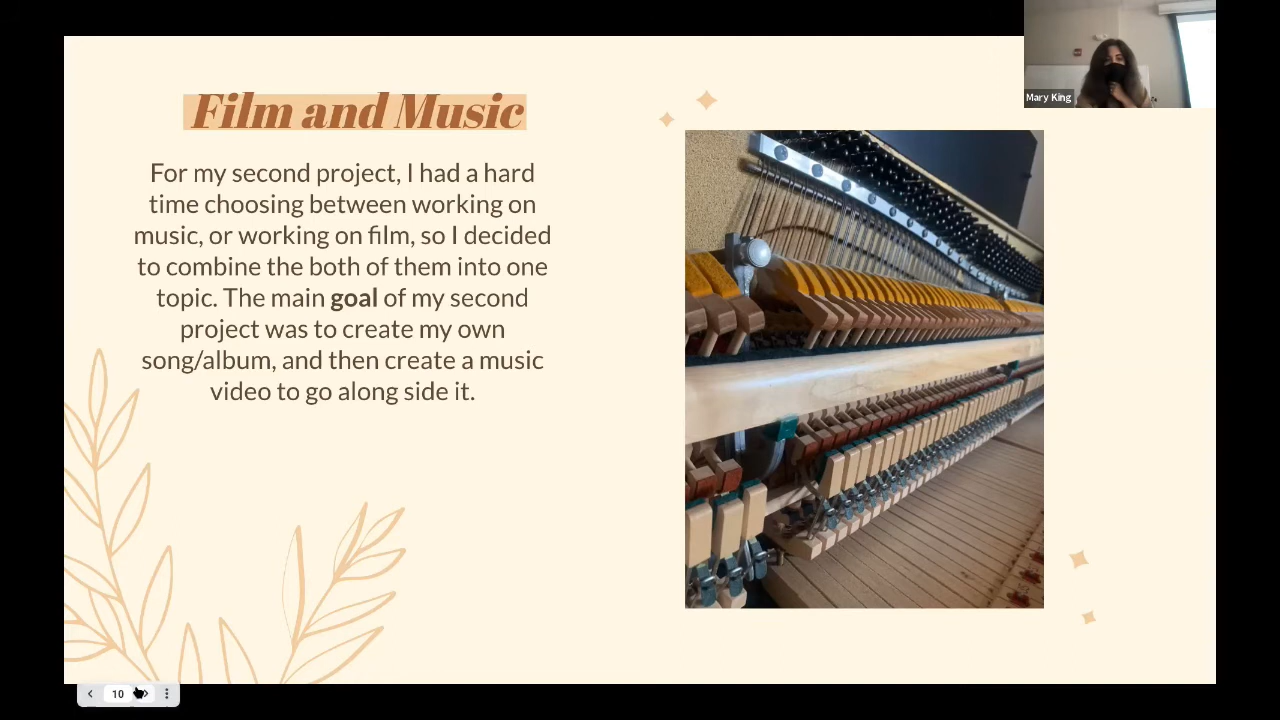 Film and Music
For my second project, I had a hard
time choosing between working on
music, or working on film, so I decided
to combine the both of them into one
topic. The main goal of my second
project was to create my own
song/album, and then create a music
video to go along side it.
Mary King
10